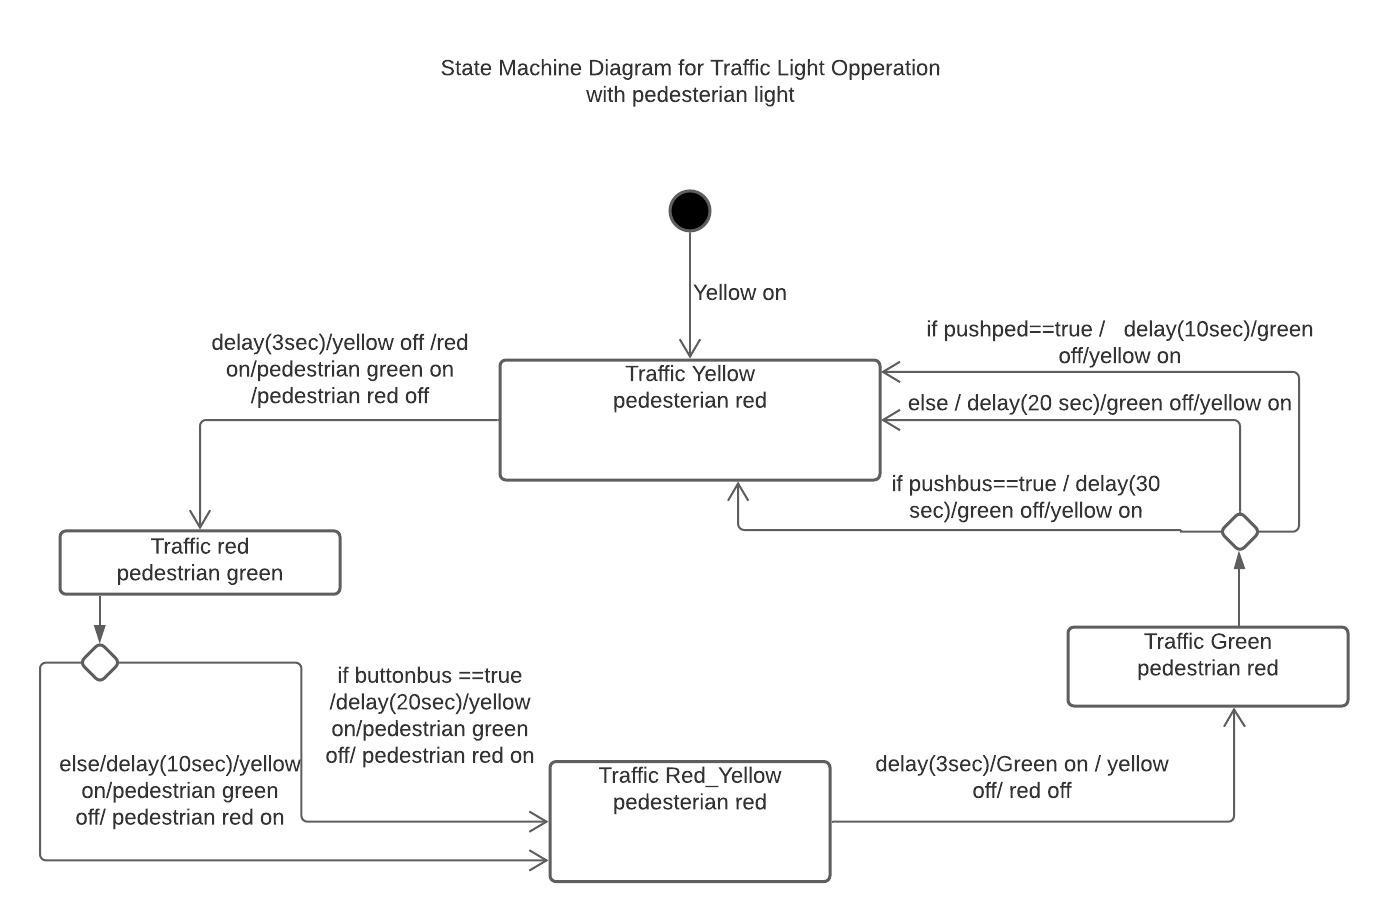 State Machine Diagram for Traffic Light Opperation
with pedesterian light
Yellow on
delay(3sec)/yellow off /red
on/pedestrian green on
/pedestrian red off
if pushped==true /   delay(10sec)/green
off/yellow on
Traffic Yellow
pedesterian red
else / delay(20 sec)/green off/yellow on
if pushbus==true / delay(30
sec)/green off/yellow on
Traffic red
pedestrian green
Traffic Green
pedestrian red
if buttonbus ==true
/delay(20sec)/yellow
on/pedestrian green
off/ pedestrian red on
else/delay(10sec)/yellow
on/pedestrian green
off/ pedestrian red on
Traffic Red_Yellow
pedesterian red
delay(3sec)/Green on / yellow
off/ red off